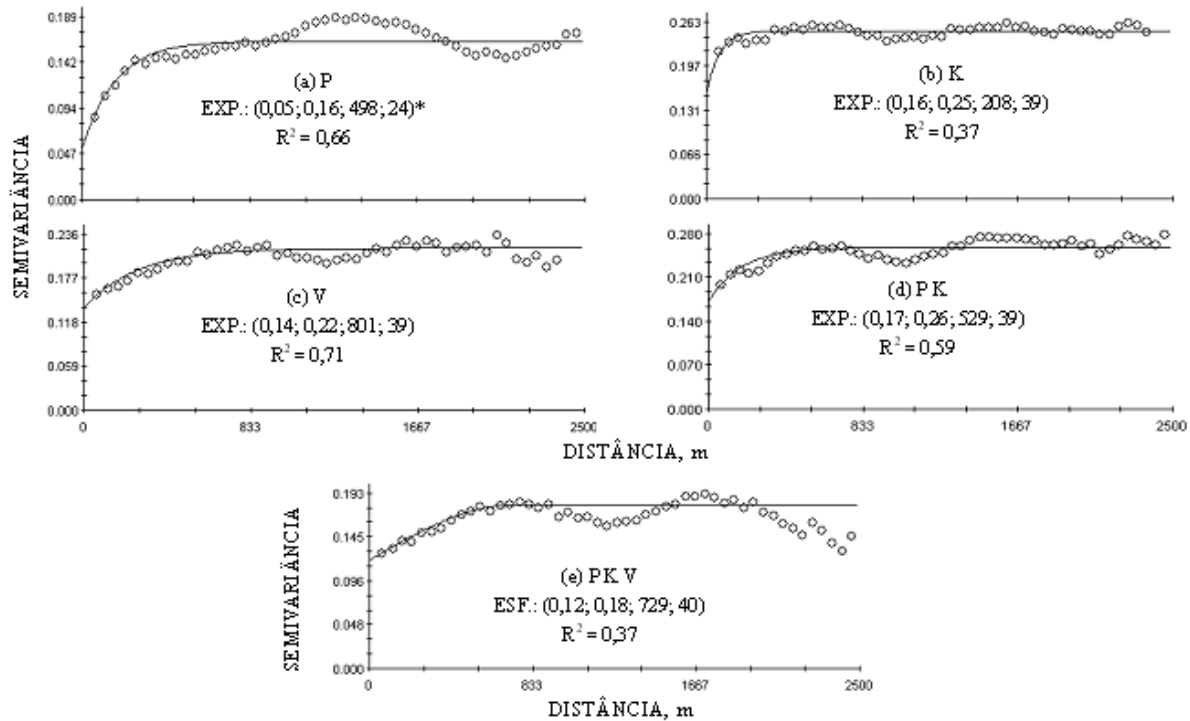 SEMIVARIÂNCIA
0.189
0.142
0.094
0.047
0.000
(a) P
EXP.: (0,05; 0,16; 498; 24)*
R² = 0,66
0.263
0.197
0.131
0.066
0.000
(b) K
EXP.: (0,16; 0,25; 208; 39)
R² = 0,37
0.236
0.177
0.118
0.059
0.000
(c) V
EXP.: (0,14; 0,22; 801; 39)
R² = 0,71
0 833 1667 2500
0.280
0.210
0.140
0.070
0.000
(d) P K
EXP.: (0,17; 0,26; 529; 39)
R² = 0,59
0 833 1667 2500
DISTÂNCIA, m
SEMIVARIÂNCIA
0.193
0.145
0.096
0.048
0.000
(e) P K V
ESF.: (0,12; 0,18; 729; 40)
R² = 0,37
0 833 1667 2500
DISTÂNCIA, m